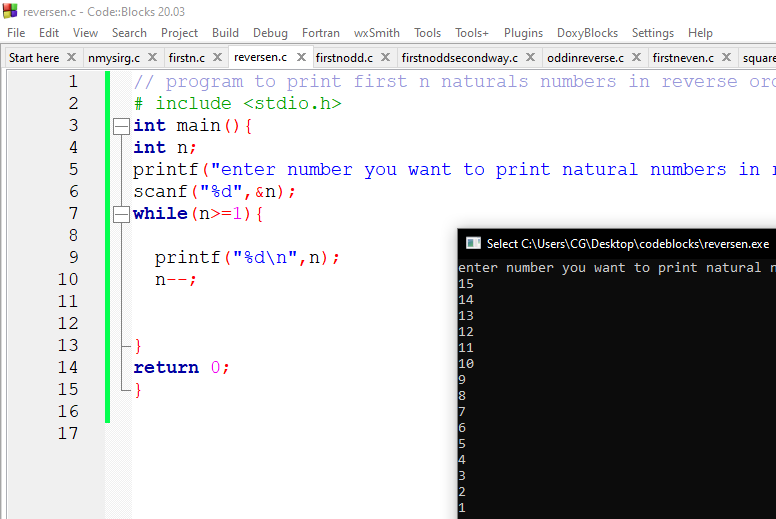 reversen.c - Code::Blocks 20.03
File Edit View Search Project Build Debug Fortran wxSmith Tools Tools+ Plugins DoxyBlocks Settings Help
Start here nmysirg.c firstn.c reversen.c firstnodd.c firstnoddsecondway.c oddinreverse.c firstneven.c square
1 // program to print first n naturals numbers in reverse ord
2 # include <stdio.h>
3 int main(){
4 int n;
5 printf("enter number you want to print natural numbers in r
6 scanf("%d",&n);
7 while(n>=1){
8
9 printf("%d\n",n);
10 n--;
11
12
13 }
14 return 0;
15 }
16
17
Select C:\Users\CG\Desktop\codeblocks\reversen.exe
enter number you want to print natural n
15
14
13
12
11
10
9
8
7
6
5
4
3
2
1